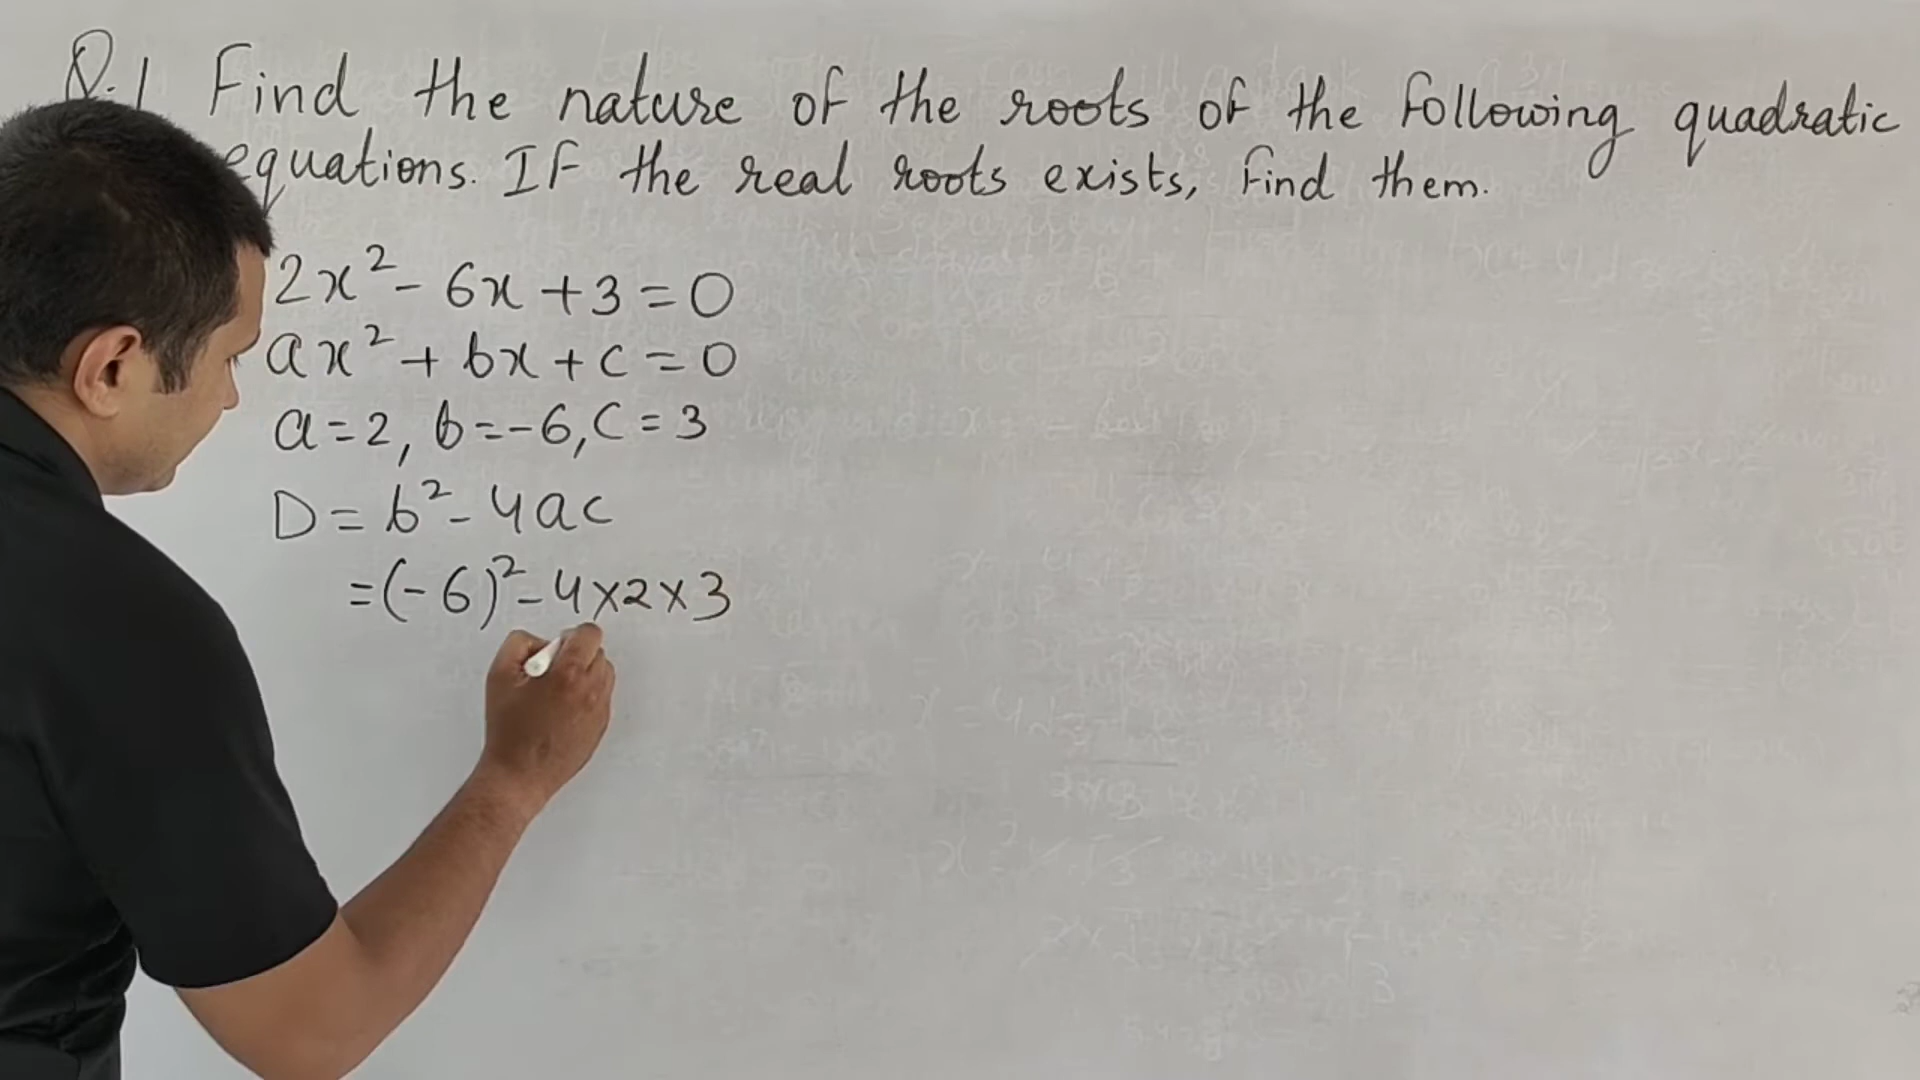 Q.1 Find the nature of the roots of the following quadratic
equations. If the real roots exists, find them.
2x² - 6x + 3 = 0
ax² + bx + c = 0
a = 2, b = -6, c = 3
D = b² - 4ac
= (-6)² - 4 × 2 × 3